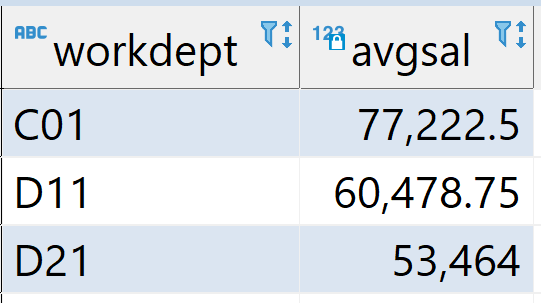 ABC workdept 123 avgsal
C01 77,222.5
D11 60,478.75
D21 53,464